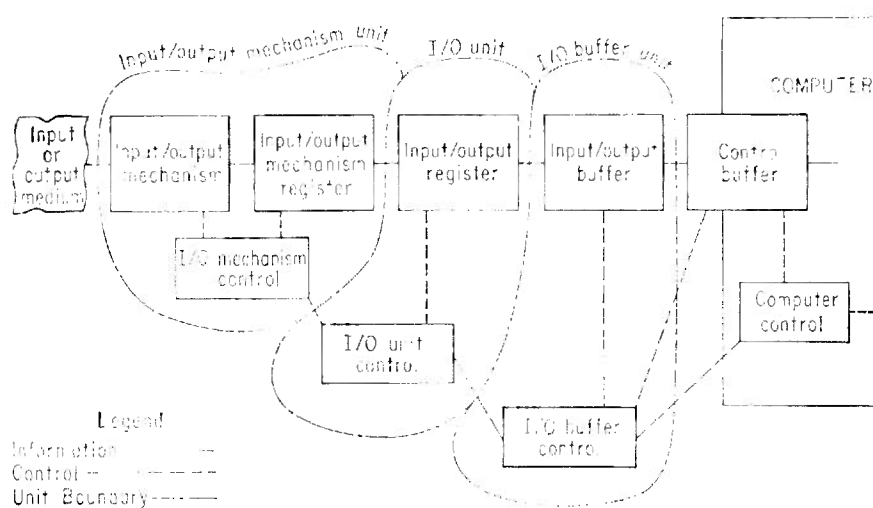 Input/output mechanism unit
I/O unit
I/O buffer unit
COMPUTER
Input
or
output
medium
Input/output
mechanism
Input/output
mechanism
register
Input/output
register
Input/output
buffer
Control
buffer
I/O mechanism
control
I/O unit
control
Computer
control
I/O buffer
control
Legend
Information
Control
Unit Boundary